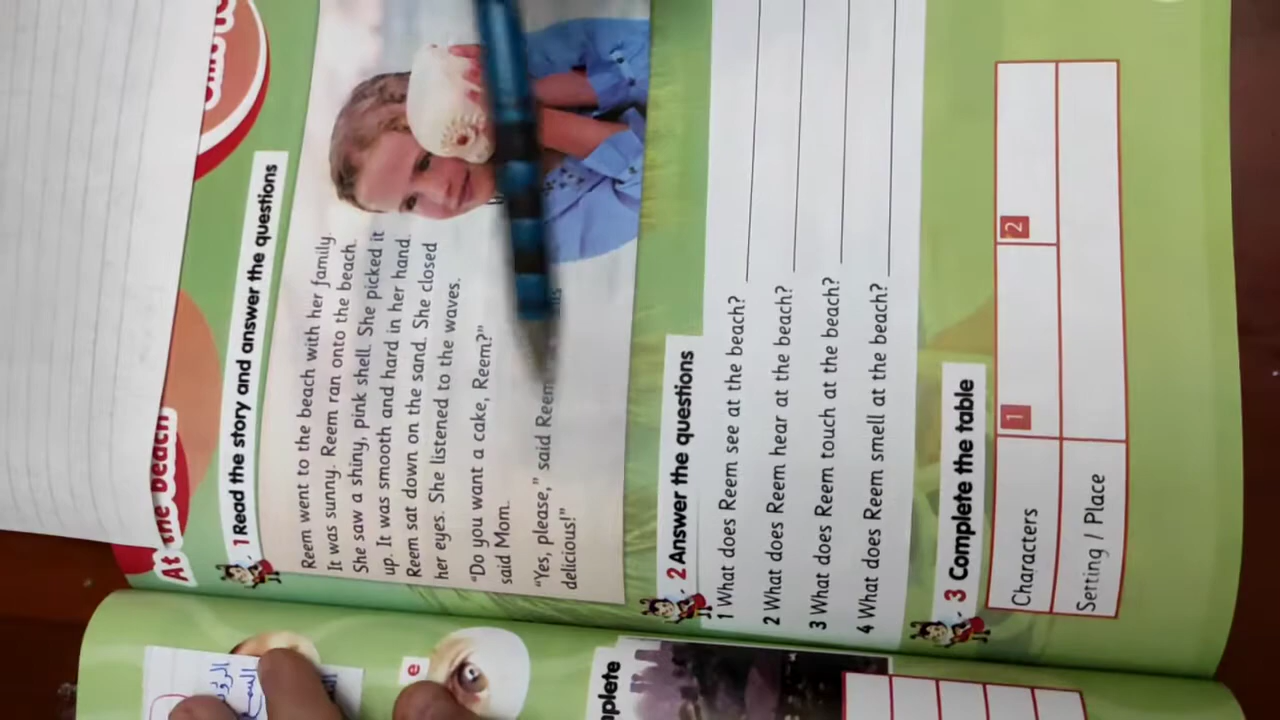 At the beach
1 Read the story and answer the questions
Reem went to the beach with her family.
It was sunny. Reem ran onto the beach.
She saw a shiny, pink shell. She picked it
up. It was smooth and hard in her hand.
Reem sat down on the sand. She closed
her eyes. She listened to the waves.
"Do you want a cake, Reem?"
said Mom.
"Yes, please," said Reem
delicious!"
2 Answer the questions
1 What does Reem see at the beach?
2 What does Reem hear at the beach?
3 What does Reem touch at the beach?
4 What does Reem smell at the beach?
3 Complete the table
Characters 1 2
Setting / Place
e